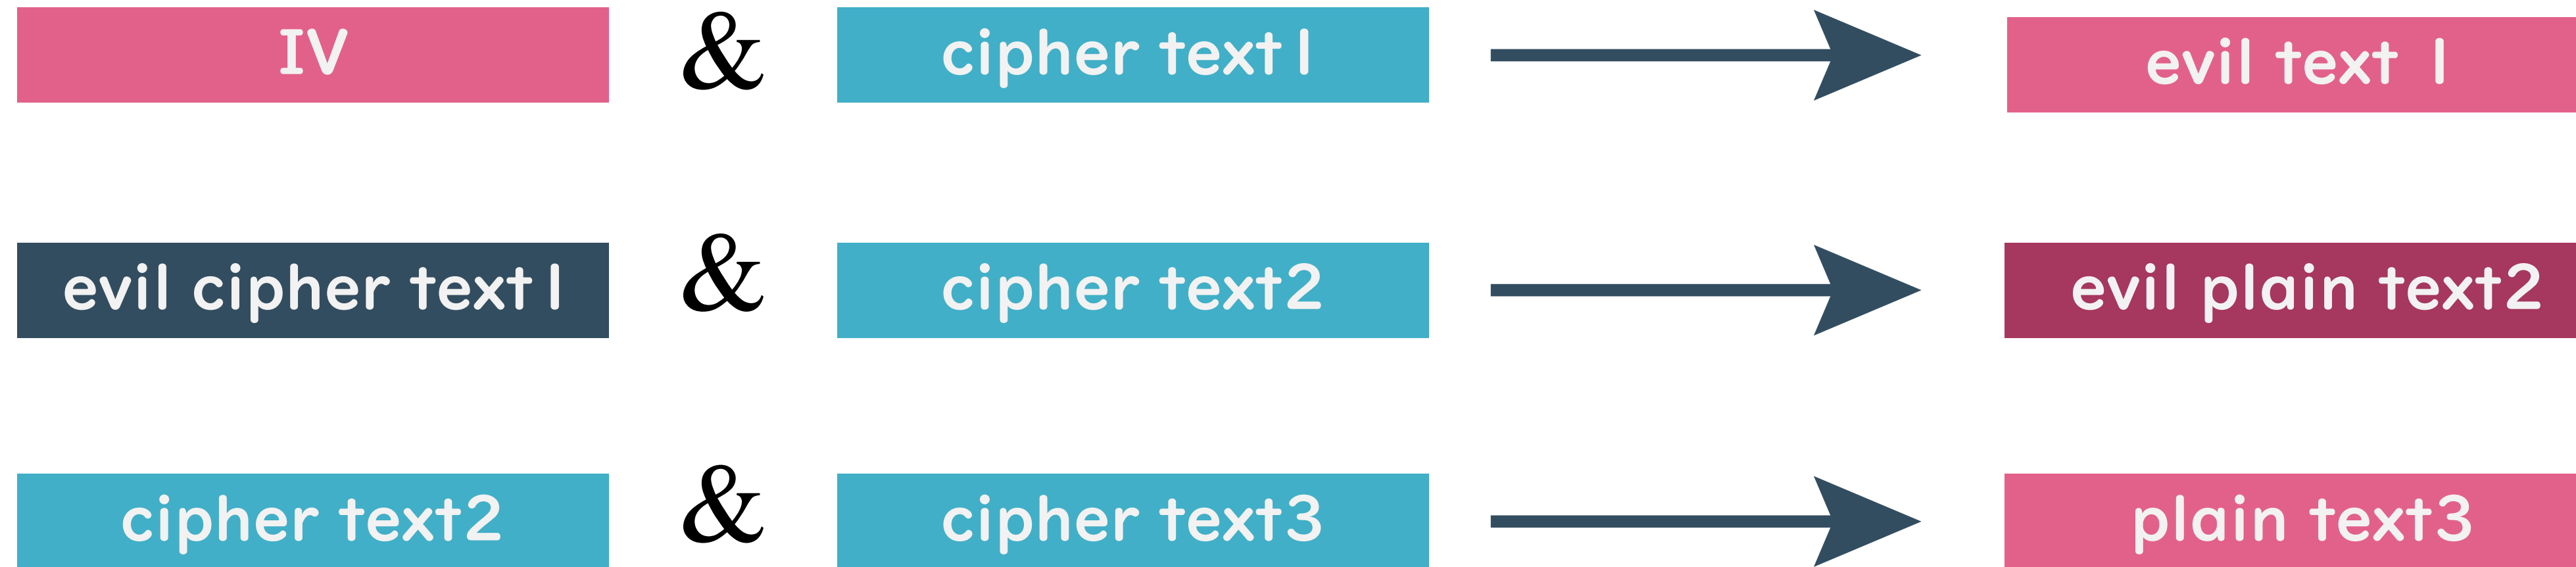 IV & cipher text1 evil text 1
evil cipher text1 & cipher text2 evil plain text2
cipher text2 & cipher text3 plain text3